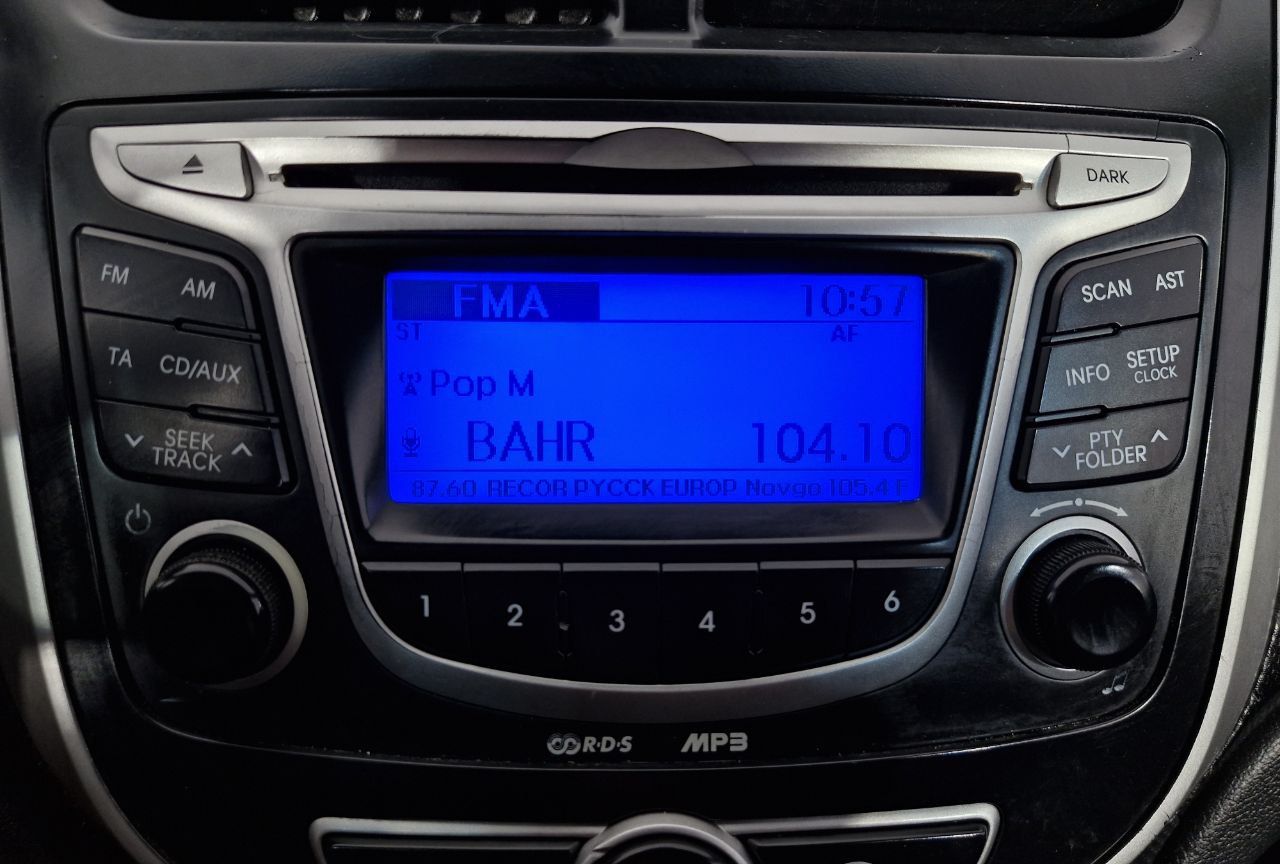 DARK
FM AM
TA CD/AUX
SEEK
TRACK
FMA 10:57
ST AF
Pop M
BAHR 104.10
87.60 RECOR PYCCK EUROP Novgo 105.4 F
SCAN AST
INFO SETUP
CLOCK
PTY
FOLDER
1 2 3 4 5 6
R·D·S MP3